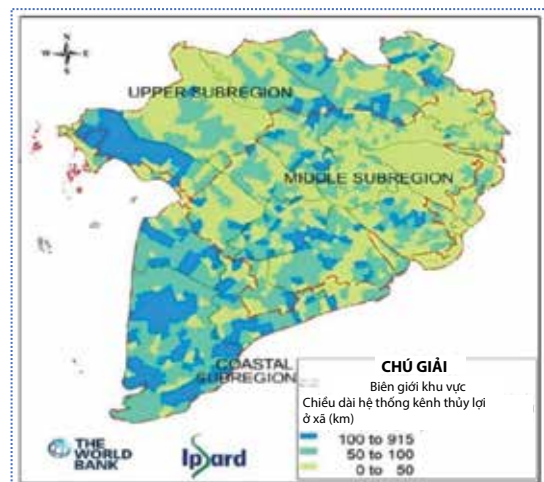 N
W E
S
UPPER SUBREGION
MIDDLE SUBREGION
COASTAL
SUBREGION
CHÚ GIẢI
Biên giới khu vực
Chiều dài hệ thống kênh thủy lợi
ở xã (km)
100 to 915
50 to 100
0 to 50
THE
WORLD
BANK
Ipsard